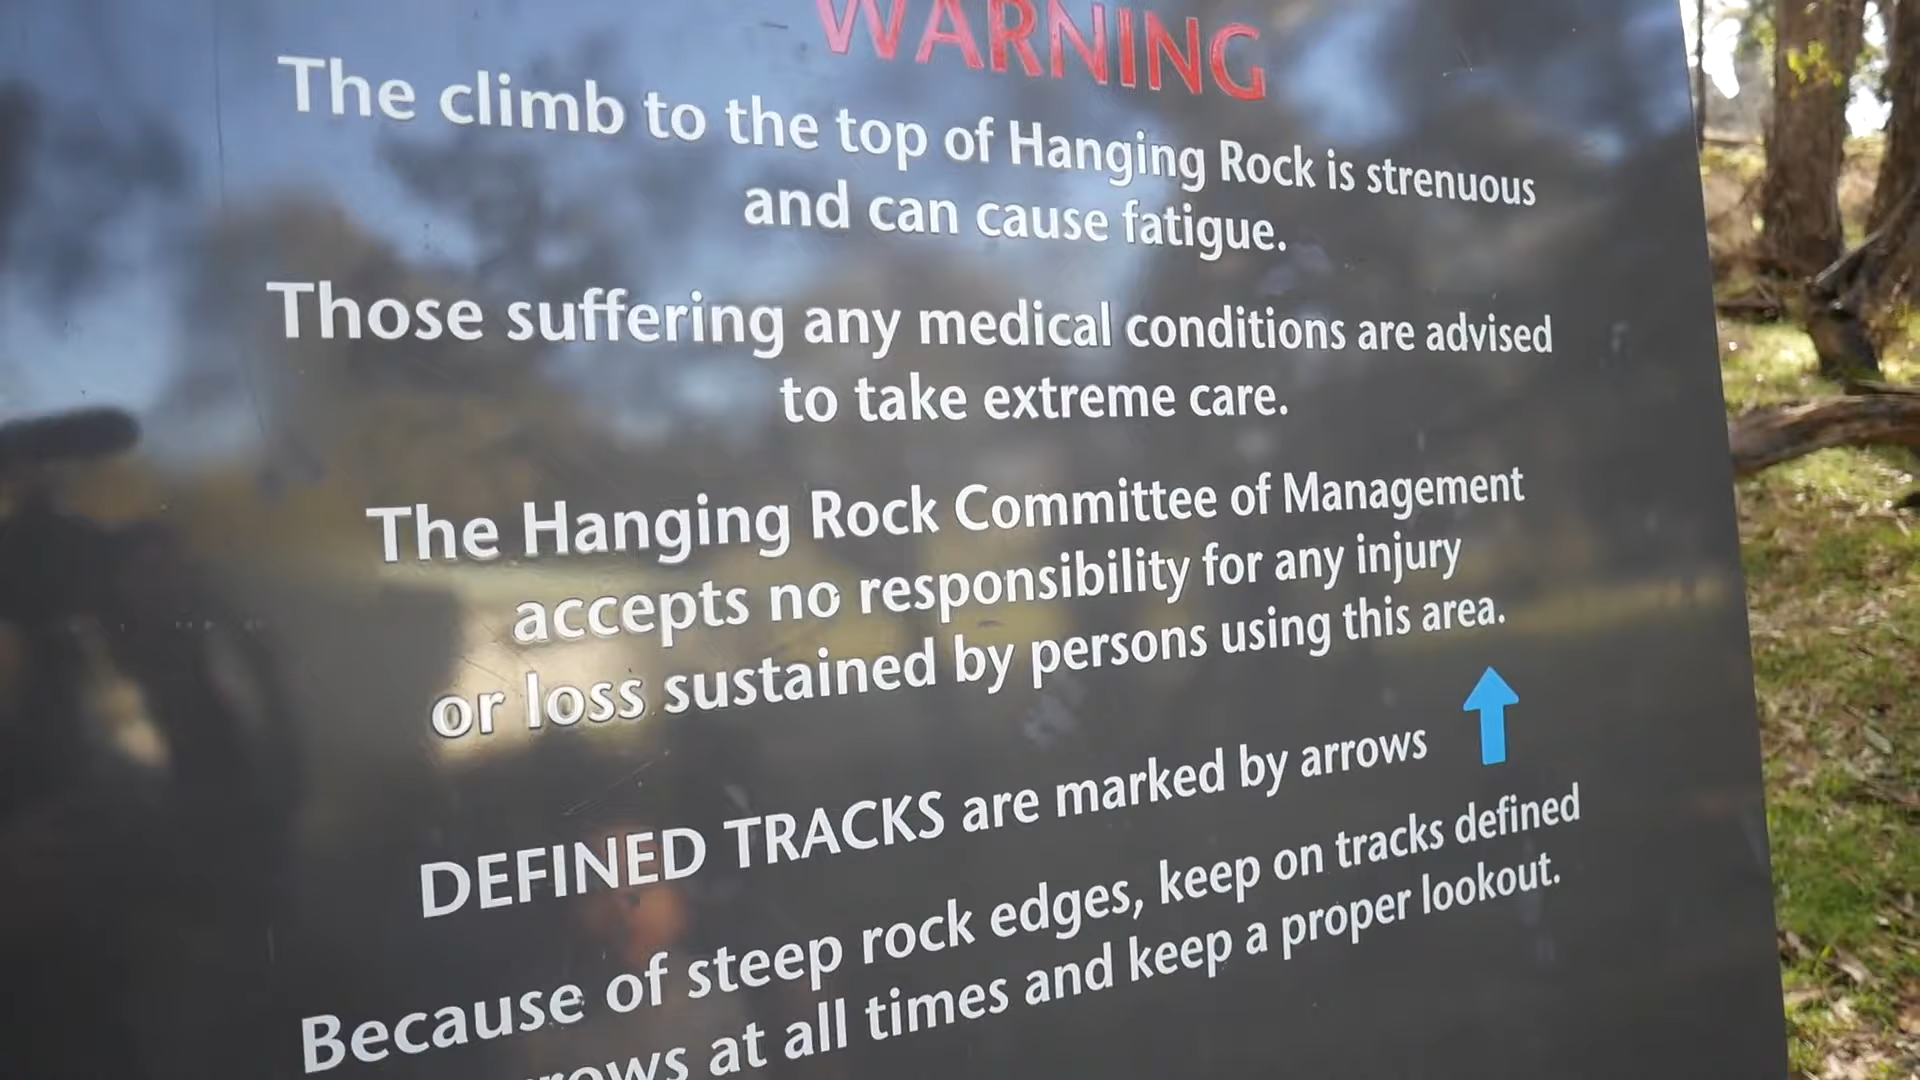 WARNING
The climb to the top of Hanging Rock is strenuous
and can cause fatigue.
Those suffering any medical conditions are advised
to take extreme care.
The Hanging Rock Committee of Management
accepts no responsibility for any injury
or loss sustained by persons using this area.
DEFINED TRACKS are marked by arrows
Because of steep rock edges, keep on tracks defined
at all times and keep a proper lookout.